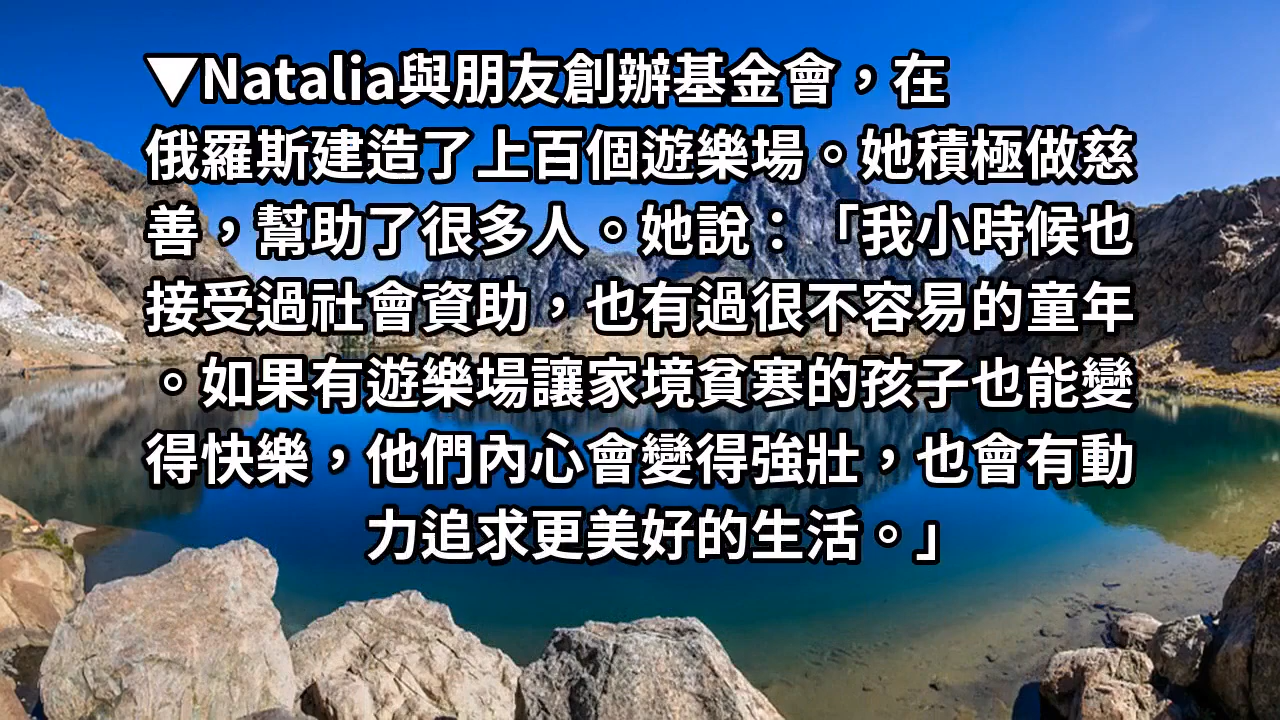 ▼Natalia與朋友創辦基金會，在
俄羅斯建造了上百個遊樂場。她積極做慈
善，幫助了很多人。她說：「我小時候也
接受過社會資助，也有過很不容易的童年
。如果有遊樂場讓家境貧寒的孩子也能變
得快樂，他們內心會變得強壯，也會有動
力追求更美好的生活。」